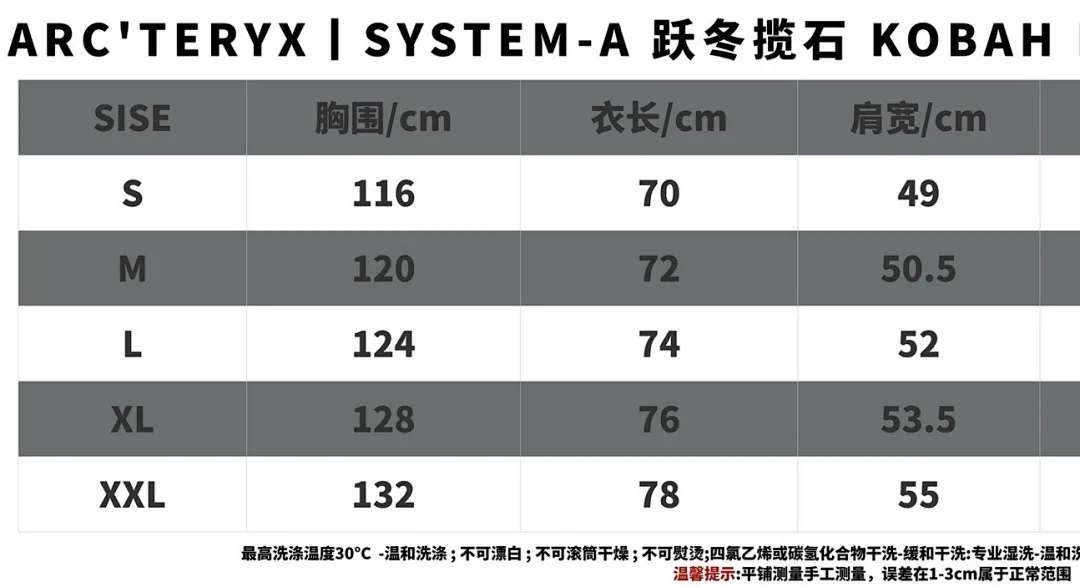 ARC'TERYX | SYSTEM-A 跃冬揽石 KOBAH
SISE 胸围/cm 衣长/cm 肩宽/cm
S 116 70 49
M 120 72 50.5
L 124 74 52
XL 128 76 53.5
XXL 132 78 55
最高洗涤温度30℃ -温和洗涤 ; 不可漂白 ; 不可滚筒干燥 ; 不可熨烫;四氯乙烯或碳氢化合物干洗-缓和干洗:专业湿洗-温和
温馨提示:平铺测量手工测量，误差在1-3cm属于正常范围